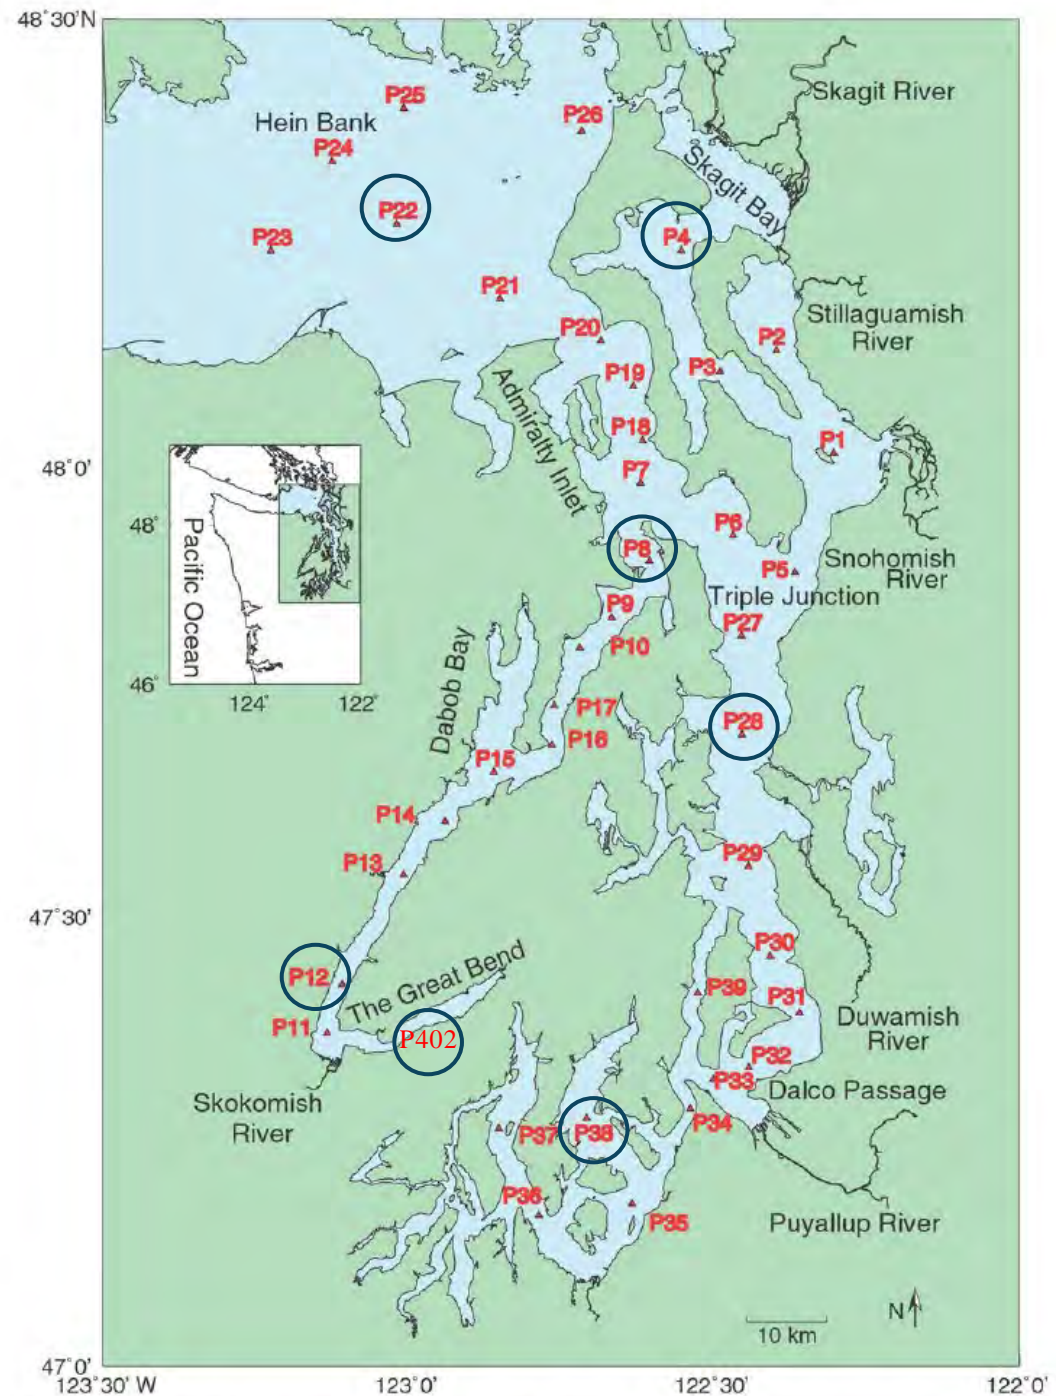 48°30'N
Skagit River
P25
Hein Bank
P26
P24
Skagit Bay
P22
P4
P23
P21
Stillaguamish
River
P20
P2
P19
P3
Admiralty Inlet
P18
P1
48°0'
P7
48°
P6
P8
Snohomish
River
P5
Pacific Ocean
Triple Junction
P9
P27
P10
46°
124°
122°
Dabob Bay
P17
P28
P16
P15
P14
P29
P13
47°30'
P30
The Great Bend
P12
P39
P31
P11
P402
Duwamish
River
P32
P33
Dalco Passage
Skokomish
River
P34
P37
P38
P36
P35
Puyallup River
N
10 km
47°0'
123°30' W
123°0'
122°30'
122°0'